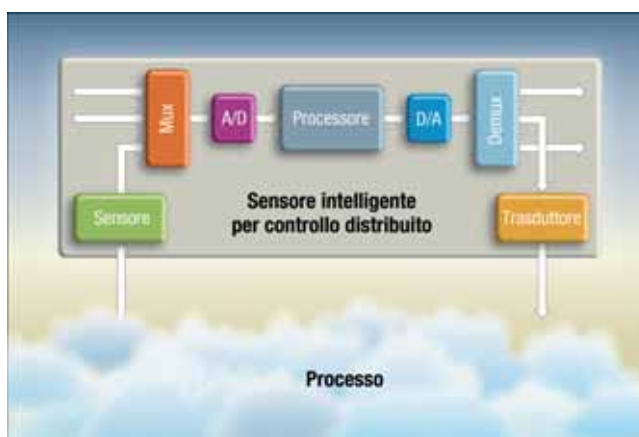 Mux
A/D
Processore
D/A
Demux
Sensore
Sensore intelligente
per controllo distribuito
Trasduttore
Processo